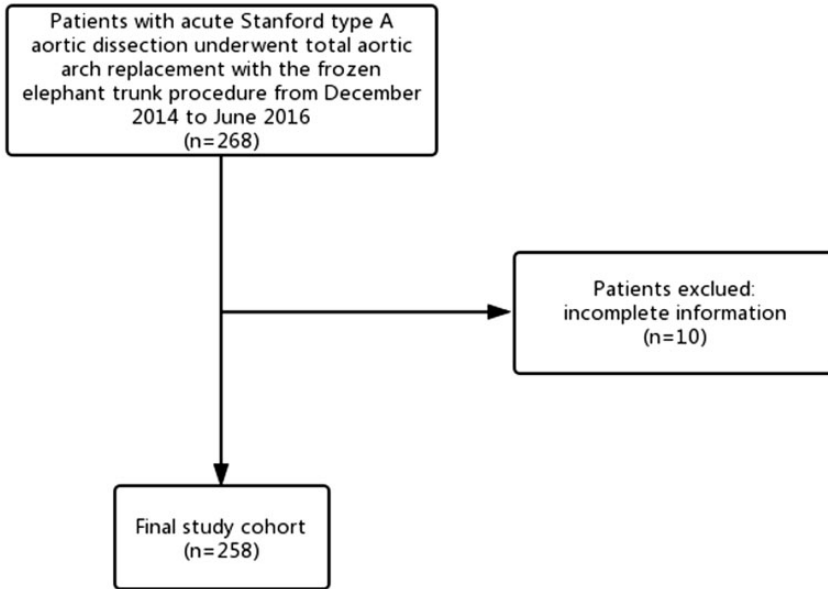 Patients with acute Stanford type A
aortic dissection underwent total aortic
arch replacement with the frozen
elephant trunk procedure from December
2014 to June 2016
(n=268)
Patients exclued:
incomplete information
(n=10)
Final study cohort
(n=258)